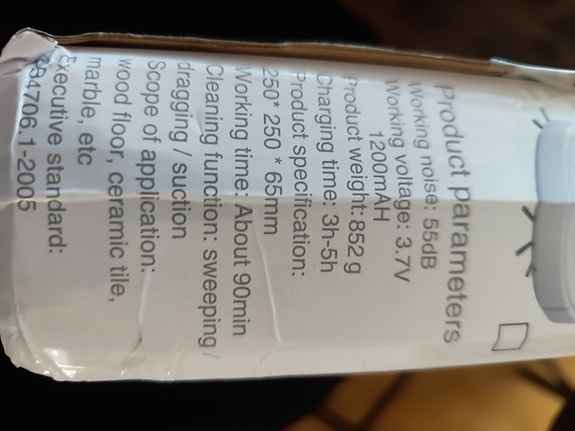 Product parameters
Working noise: 55dB
Working voltage: 3.7V
1200mAH
Product weight:852g
Charging time: 3h-5h
Product specification:
250* 250 * 65mm
Working time: About 90min
Cleaning function: sweeping /
dragging / suction
Scope of application:
wood floor, ceramic tile,
marble, etc
Executive standard:
4706.1-2005